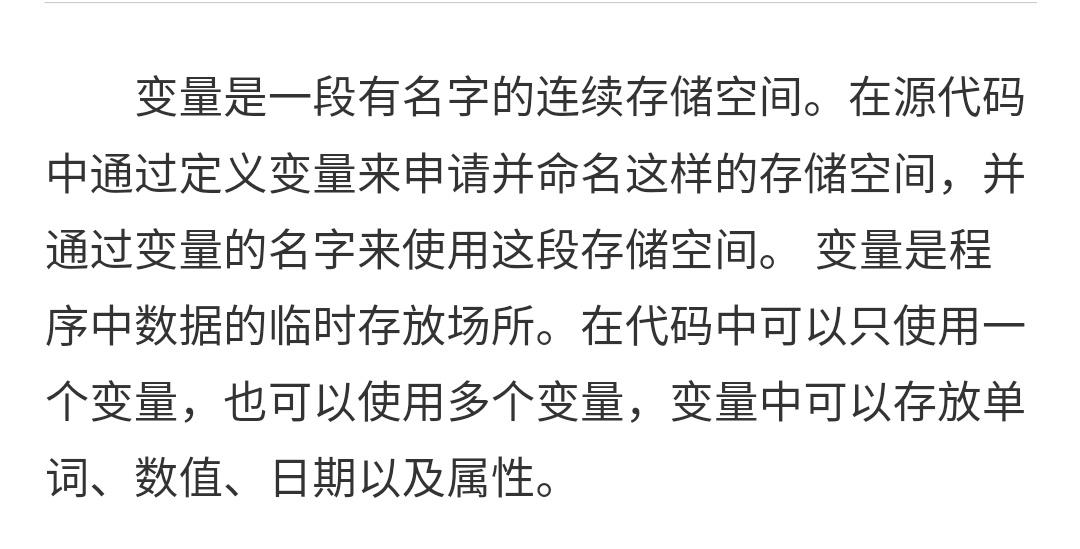 变量是一段有名字的连续存储空间。在源代码
中通过定义变量来申请并命名这样的存储空间，并
通过变量的名字来使用这段存储空间。 变量是程
序中数据的临时存放场所。在代码中可以只使用一
个变量，也可以使用多个变量，变量中可以存放单
词、数值、日期以及属性。